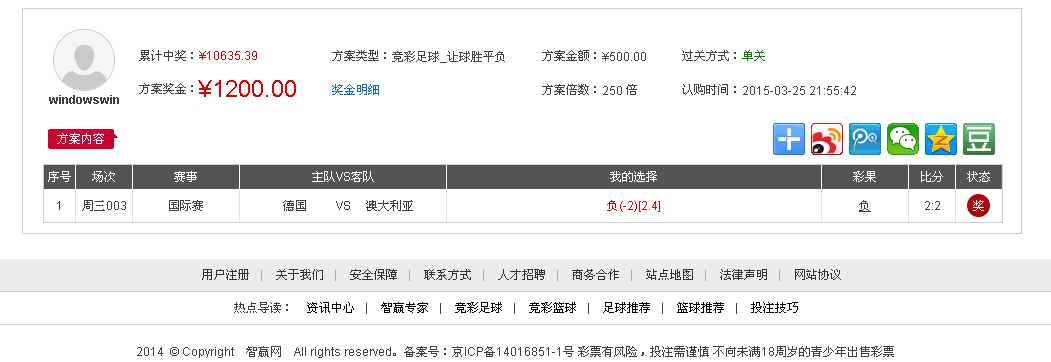 累计中奖：¥10635.39 方案类型：竞彩足球_让球胜平负 方案金额：¥500.00 过关方式：单关
windowswin 方案奖金：¥1200.00 奖金明细 方案倍数：250 倍 认购时间：2015-03-25 21:55:42
方案内容 豆
序号 场次 赛事 主队VS客队 我的选择 彩果 比分 状态
1 周三003 国际赛 德国 VS 澳大利亚 负(-2)[2.4] 负 2:2 奖
用户注册 | 关于我们 | 安全保障 | 联系方式 | 人才招聘 | 商务合作 | 站点地图 | 法律声明 | 网站协议
热点导读： 资讯中心 | 智赢专家 | 竞彩足球 | 竞彩篮球 | 足球推荐 | 篮球推荐 | 投注技巧
2014 © Copyright 智赢网 All rights reserved。备案号：京ICP备14016851-1号 彩票有风险，投注需谨慎 不向未满18周岁的青少年出售彩票